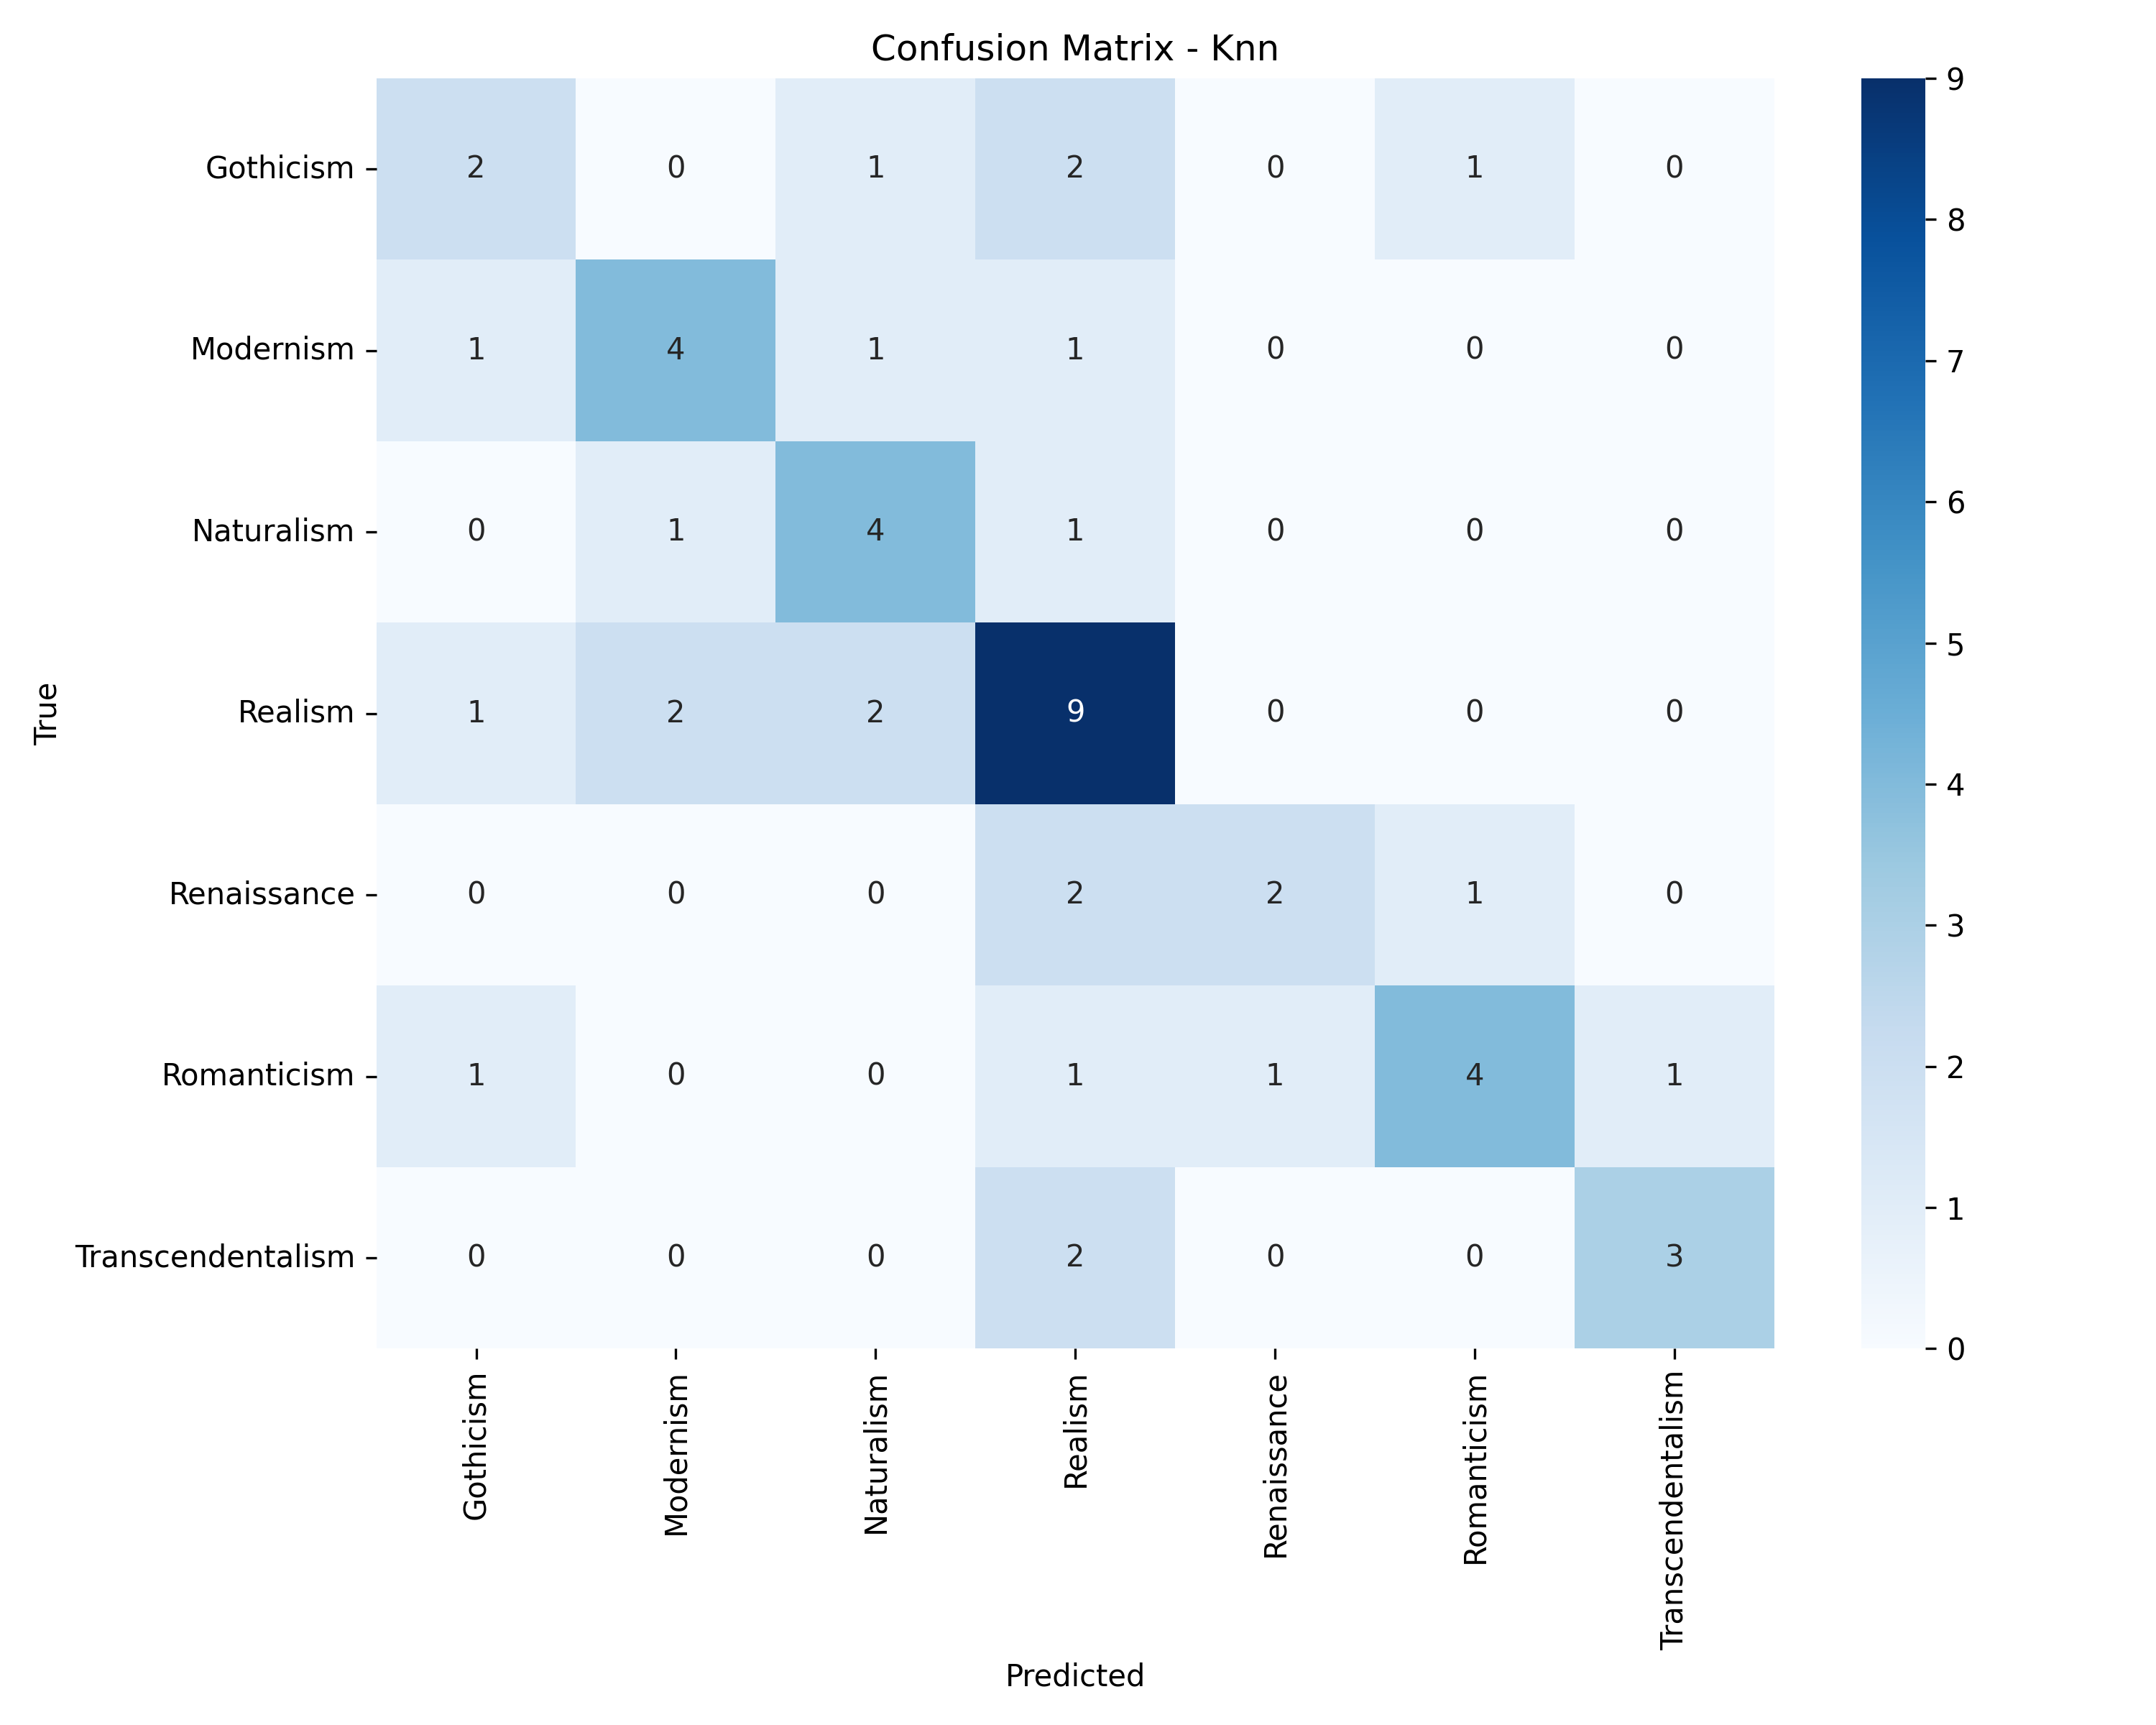 Confusion Matrix - Knn
True
Gothicism 2 0 1 2 0 1 0
Modernism 1 4 1 1 0 0 0
Naturalism 0 1 4 1 0 0 0
Realism 1 2 2 9 0 0 0
Renaissance 0 0 0 2 2 1 0
Romanticism 1 0 0 1 1 4 1
Transcendentalism 0 0 0 2 0 0 3
Gothicism Modernism Naturalism Realism Renaissance Romanticism Transcendentalism
Predicted
9
8
7
6
5
4
3
2
1
0